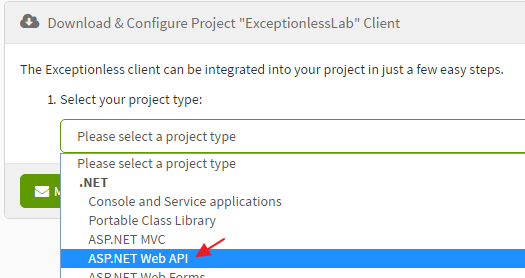 Download & Configure Project "ExceptionlessLab" Client
The Exceptionless client can be integrated into your project in just a few easy steps.
1. Select your project type:
Please select a project type
Please select a project type
.NET
Console and Service applications
Portable Class Library
ASP.NET MVC
ASP.NET Web API
ASP.NET Web Forms